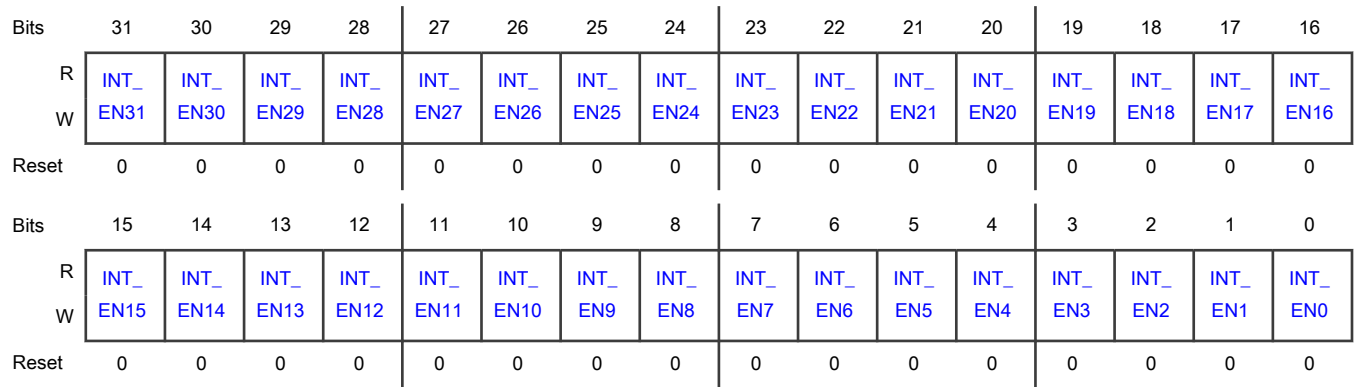 Bits 31 30 29 28 27 26 25 24 23 22 21 20 19 18 17 16
R INT_ INT_ INT_ INT_ INT_ INT_ INT_ INT_ INT_ INT_ INT_ INT_ INT_ INT_ INT_ INT_
W EN31 EN30 EN29 EN28 EN27 EN26 EN25 EN24 EN23 EN22 EN21 EN20 EN19 EN18 EN17 EN16
Reset 0 0 0 0 0 0 0 0 0 0 0 0 0 0 0 0
Bits 15 14 13 12 11 10 9 8 7 6 5 4 3 2 1 0
R INT_ INT_ INT_ INT_ INT_ INT_ INT_ INT_ INT_ INT_ INT_ INT_ INT_ INT_ INT_ INT_
W EN15 EN14 EN13 EN12 EN11 EN10 EN9 EN8 EN7 EN6 EN5 EN4 EN3 EN2 EN1 EN0
Reset 0 0 0 0 0 0 0 0 0 0 0 0 0 0 0 0